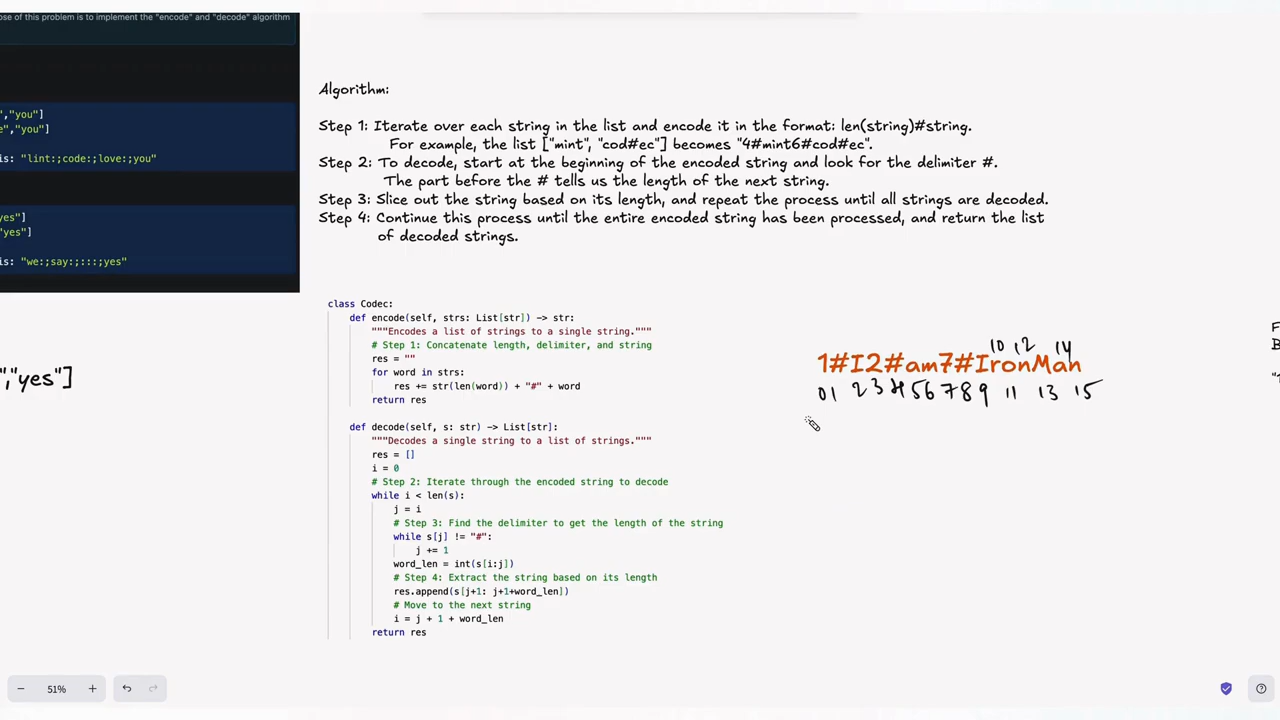 ose of this problem is to implement the "encode" and "decode" algorithm
","you"]
e","you"]
is: "lint:;code:;love:;you"
yes"]
"yes"]
is: "we:;say:;:::;yes"
";"yes"]
Algorithm:
Step 1: Iterate over each string in the list and encode it in the format: len(string)#string.
For example, the list ["mint", "cod#ec"] becomes "4#mint6#cod#ec".
Step 2: To decode, start at the beginning of the encoded string and look for the delimiter #.
The part before the # tells us the length of the next string.
Step 3: Slice out the string based on its length, and repeat the process until all strings are decoded.
Step 4: Continue this process until the entire encoded string has been processed, and return the list
of decoded strings.
class Codec:
def encode(self, strs: List[str]) -> str:
"""Encodes a list of strings to a single string."""
# Step 1: Concatenate length, delimiter, and string
res = ""
for word in strs:
res += str(len(word)) + "#" + word
return res
def decode(self, s: str) -> List[str]:
"""Decodes a single string to a list of strings."""
res = []
i = 0
# Step 2: Iterate through the encoded string to decode
while i < len(s):
j = i
# Step 3: Find the delimiter to get the length of the string
while s[j] != "#":
j += 1
word_len = int(s[i:j])
# Step 4: Extract the string based on its length
res.append(s[j+1: j+1+word_len])
# Move to the next string
i = j + 1 + word_len
return res
10 12 14
1#I2#am7#IronMan
0 1 2 3 4 5 6 7 8 9 11 13 15
F
B
51%